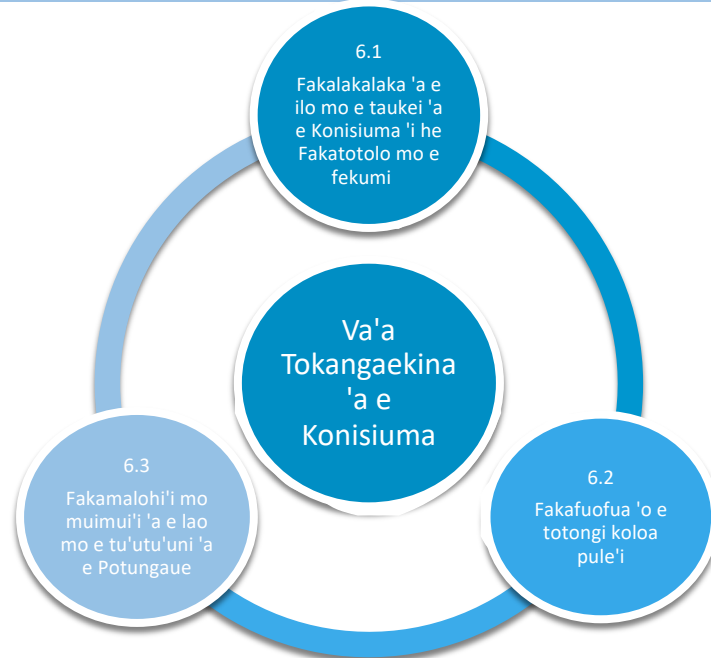 6.1
Fakalakalaka 'a e
ilo mo e taukei 'a
e Konisiuma 'i he
Fakatotolo mo e
fekumi
Va'a
Tokangaekina
'a e
Konisiuma
6.3
Fakamalohi'i mo
muimui'i 'a e lao
mo e tu'utu'uni 'a
e Potungaue
6.2
Fakafuofua 'o e
totongi koloa
pule'i